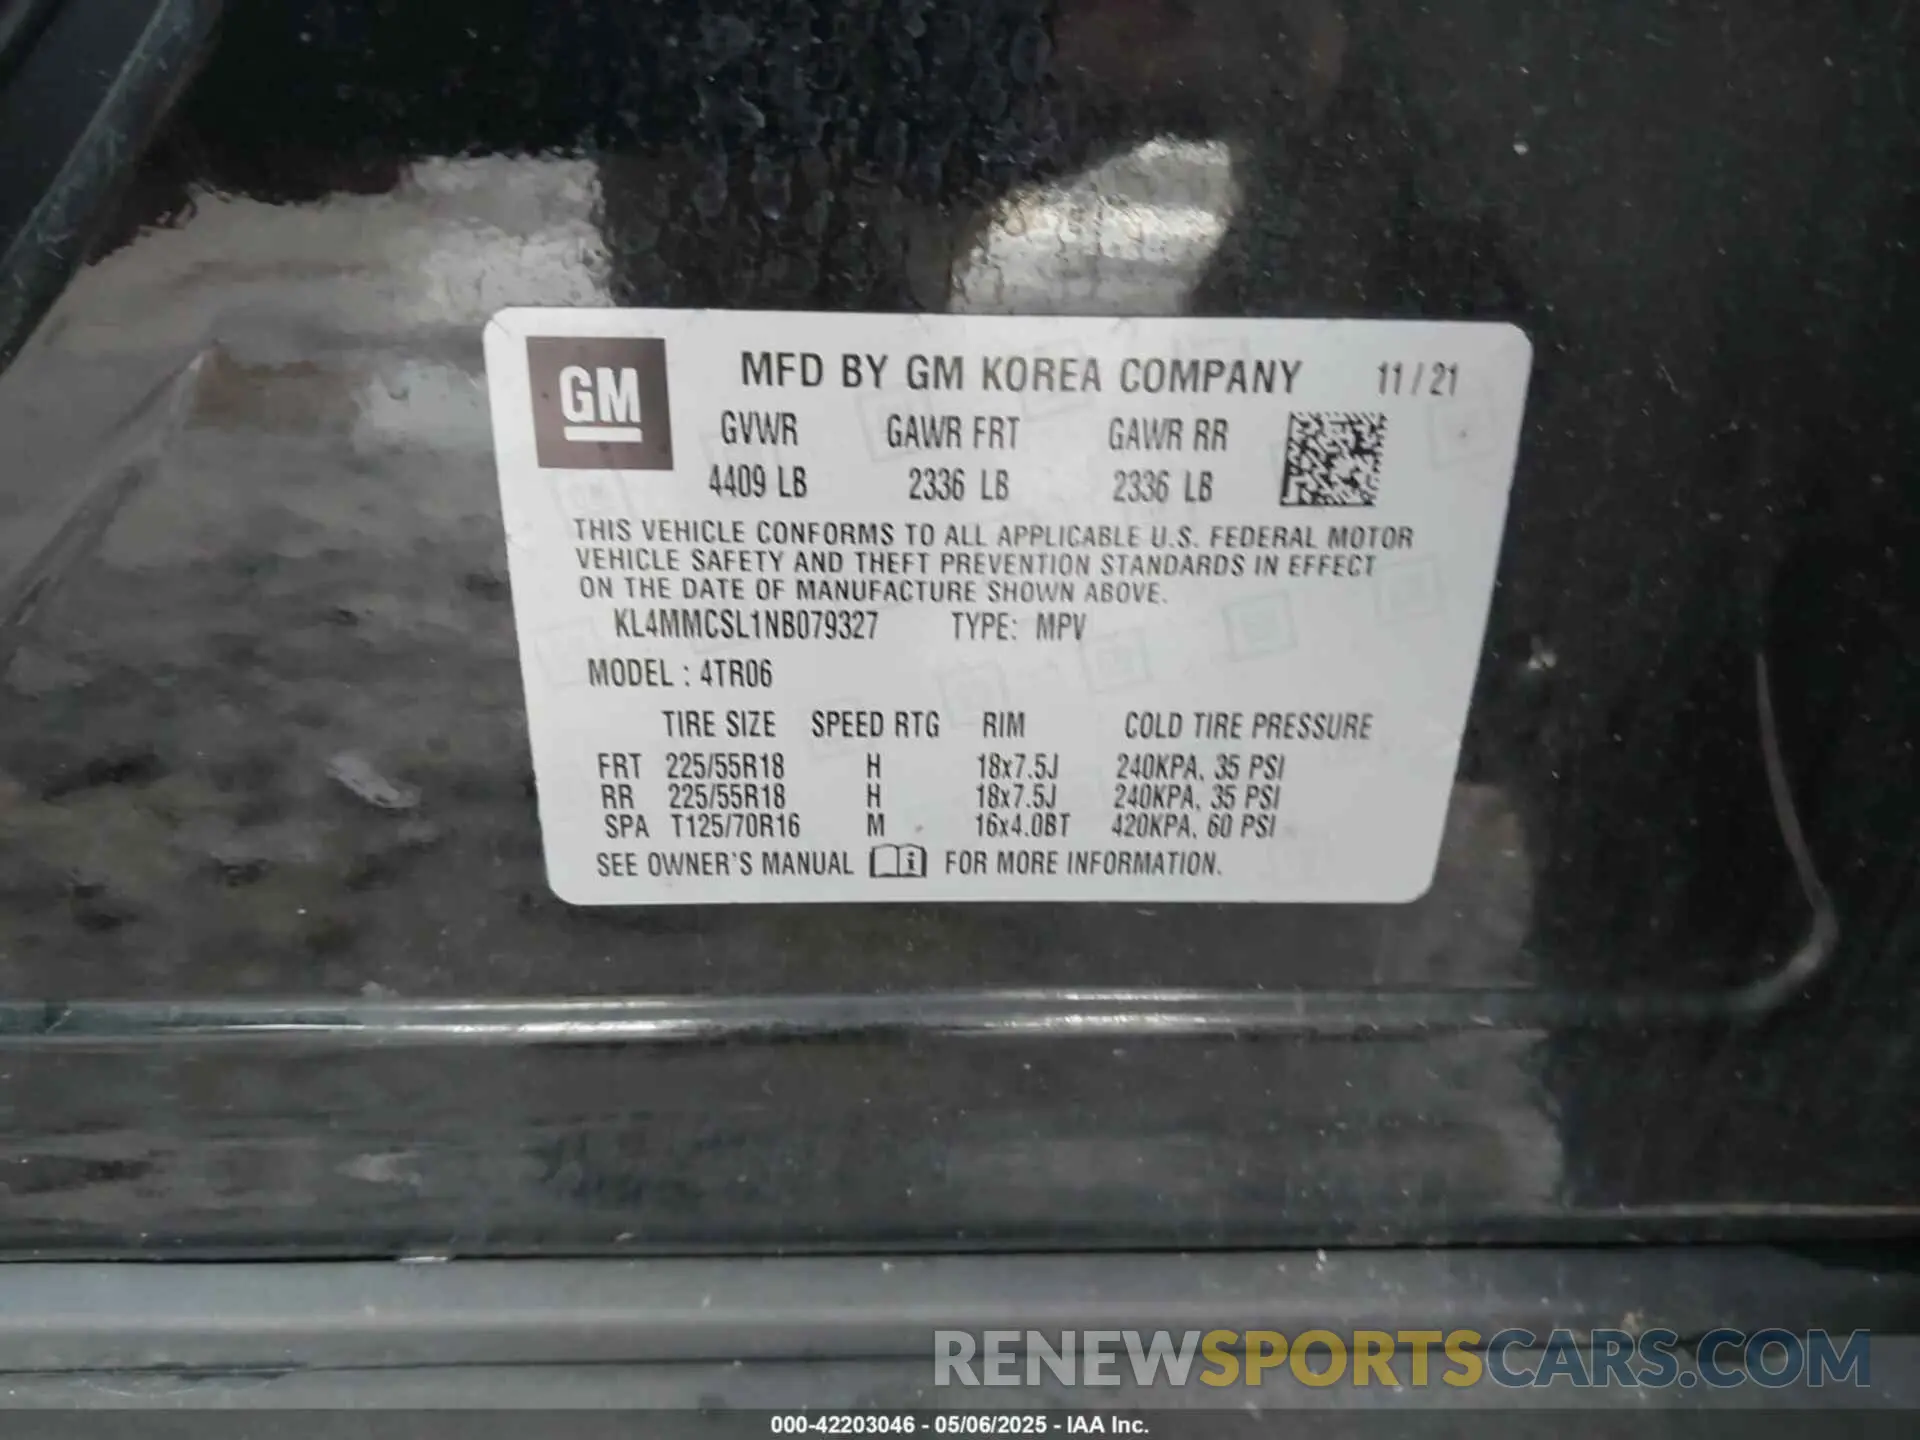 GM
MFD BY GM KOREA COMPANY 11/21
GVWR GAWR FRT GAWR RR
4409 LB 2336 LB 2336 LB
THIS VEHICLE CONFORMS TO ALL APPLICABLE U.S. FEDERAL MOTOR
VEHICLE SAFETY AND THEFT PREVENTION STANDARDS IN EFFECT
ON THE DATE OF MANUFACTURE SHOWN ABOVE.
KL4MMCSL1NB079327 TYPE: MPV
MODEL : 4TR06
TIRE SIZE SPEED RTG RIM COLD TIRE PRESSURE
FRT 225/55R18 H 18x7.5J 240KPA, 35 PSI
RR 225/55R18 H 18x7.5J 240KPA, 35 PSI
SPA T125/70R16 M 16x4.0BT 420KPA, 60 PSI
SEE OWNER'S MANUAL i FOR MORE INFORMATION.
RENEWSPORTSCARS.COM
000-42203046 - 05/06/2025 - IAA Inc.